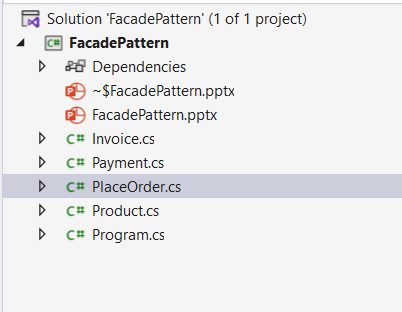 Solution 'FacadePattern' (1 of 1 project)
C# FacadePattern
Dependencies
~$FacadePattern.pptx
FacadePattern.pptx
C# Invoice.cs
C# Payment.cs
C# PlaceOrder.cs
C# Product.cs
C# Program.cs